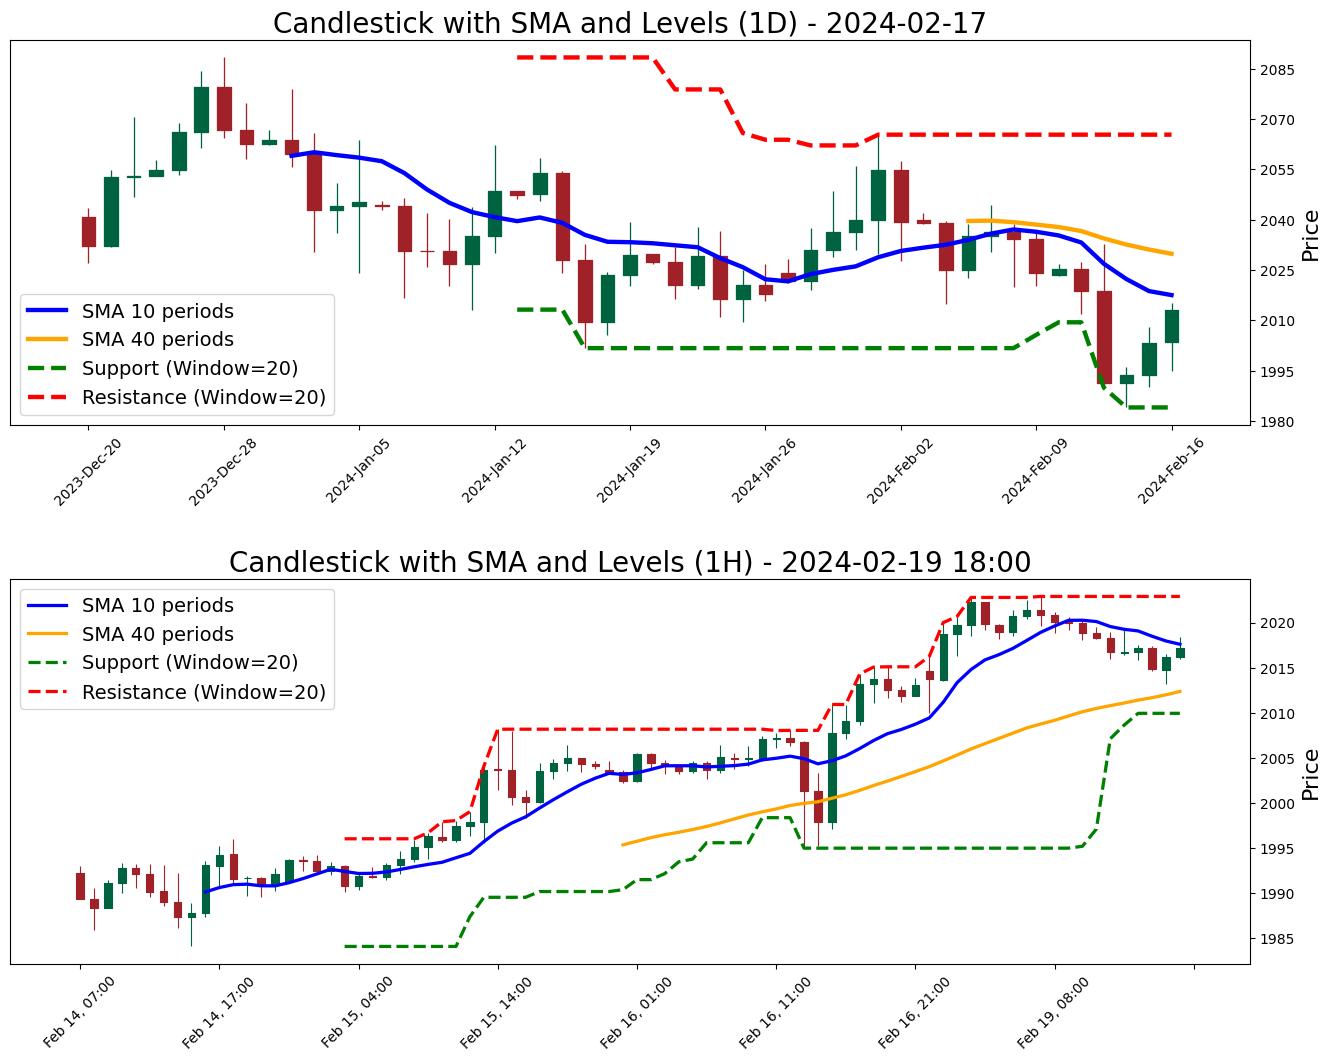 Candlestick with SMA and Levels (1D) - 2024-02-17
2085
2070
2055
2040
2025
2010
1995
1980
Price
SMA 10 periods
SMA 40 periods
Support (Window=20)
Resistance (Window=20)
2023-Dec-20
2023-Dec-28
2024-Jan-05
2024-Jan-12
2024-Jan-19
2024-Jan-26
2024-Feb-02
2024-Feb-09
2024-Feb-16
Candlestick with SMA and Levels (1H) - 2024-02-19 18:00
SMA 10 periods
SMA 40 periods
Support (Window=20)
Resistance (Window=20)
2020
2015
2010
2005
2000
1995
1990
1985
Price
Feb 14, 07:00
Feb 14, 17:00
Feb 15, 04:00
Feb 15, 14:00
Feb 16, 01:00
Feb 16, 11:00
Feb 16, 21:00
Feb 19, 08:00